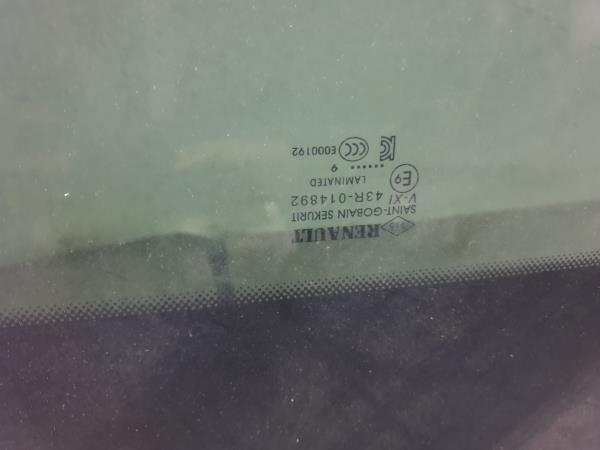 RENAULT
SAINT-GOBAIN SEKURIT
V-XI 43R-014892
E9 LAMINATED
9 ......
CCC E000192